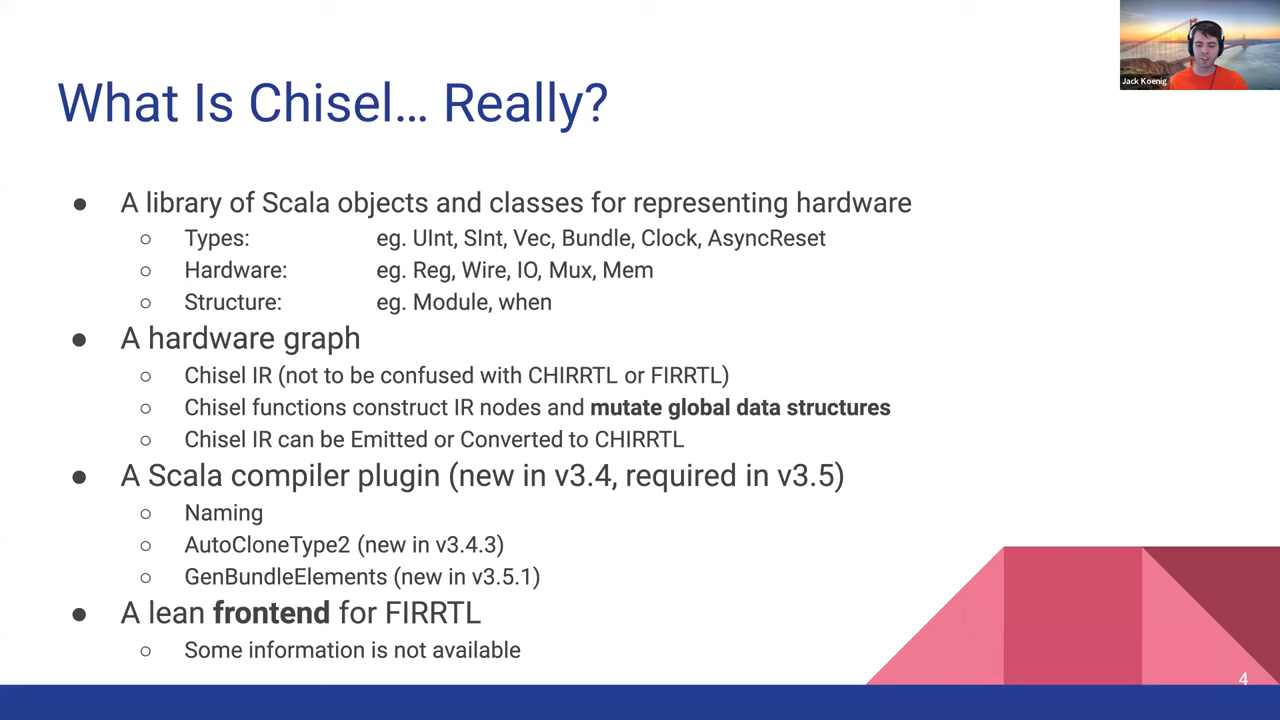 Jack Koenig
What Is Chisel... Really?
● A library of Scala objects and classes for representing hardware
○ Types: eg. UInt, SInt, Vec, Bundle, Clock, AsyncReset
○ Hardware: eg. Reg, Wire, IO, Mux, Mem
○ Structure: eg. Module, when
● A hardware graph
○ Chisel IR (not to be confused with CHIRRTL or FIRRTL)
○ Chisel functions construct IR nodes and mutate global data structures
○ Chisel IR can be Emitted or Converted to CHIRRTL
● A Scala compiler plugin (new in v3.4, required in v3.5)
○ Naming
○ AutoCloneType2 (new in v3.4.3)
○ GenBundleElements (new in v3.5.1)
● A lean frontend for FIRRTL
○ Some information is not available
4